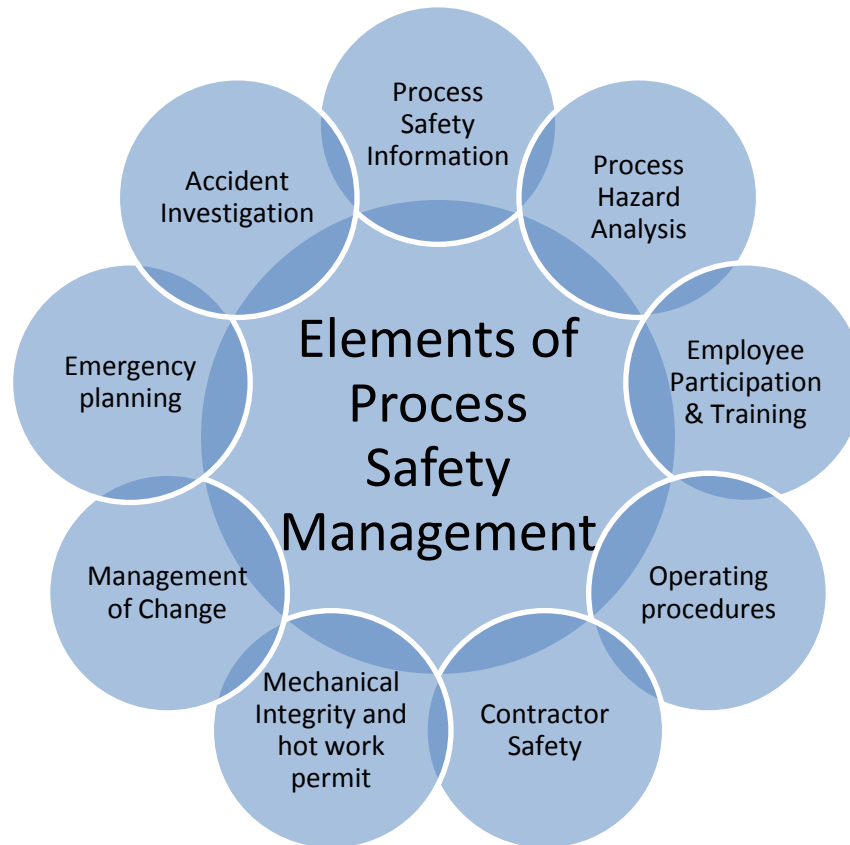 Process
Safety
Information
Process
Hazard
Analysis
Employee
Participation
& Training
Operating
procedures
Contractor
Safety
Mechanical
Integrity and
hot work
permit
Management
of Change
Emergency
planning
Accident
Investigation
Elements of
Process
Safety
Management